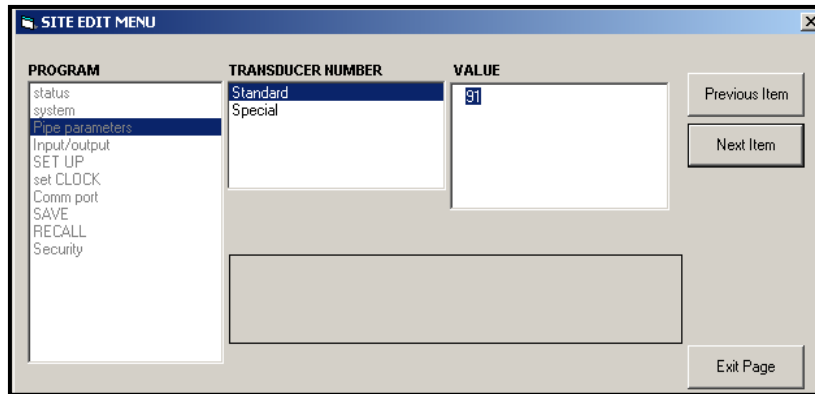 SITE EDIT MENU
PROGRAM
status
system
Pipe parameters
Input/output
SET UP
set CLOCK
Comm port
SAVE
RECALL
Security
TRANSDUCER NUMBER
Standard
Special
VALUE
91
Previous Item
Next Item
Exit Page